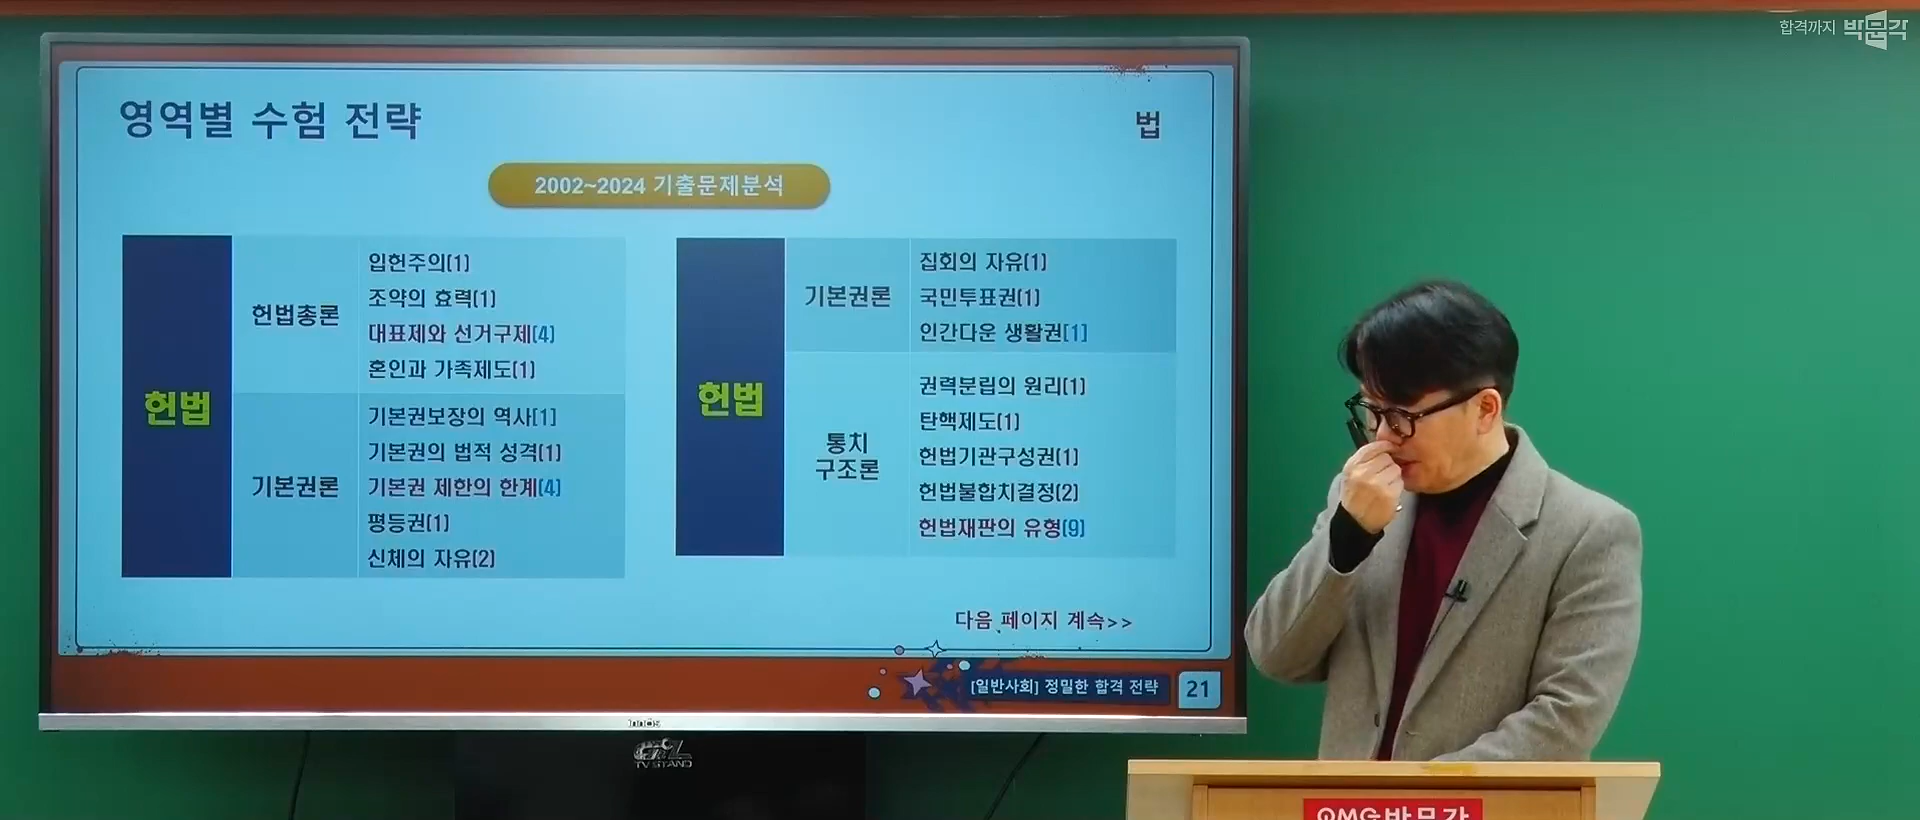 합격까지 박문각
영역별 수험 전략
법
2002~2024 기출문제분석
헌법
헌법총론
입헌주의(1)
조약의 효력(1)
대표제와 선거구제(4)
혼인과 가족제도(1)
기본권론
기본권보장의 역사(1)
기본권의 법적 성격(1)
기본권 제한의 한계(4)
평등권(1)
신체의 자유(2)
헌법
기본권론
집회의 자유(1)
국민투표권(1)
인간다운 생활권(1)
통치
구조론
권력분립의 원리(1)
탄핵제도(1)
헌법기관구성권(1)
헌법불합치결정(2)
헌법재판의 유형(9)
다음 페이지 계속>>
[일반사회] 정밀한 합격 전략
21
TV STAND
PMG박문각